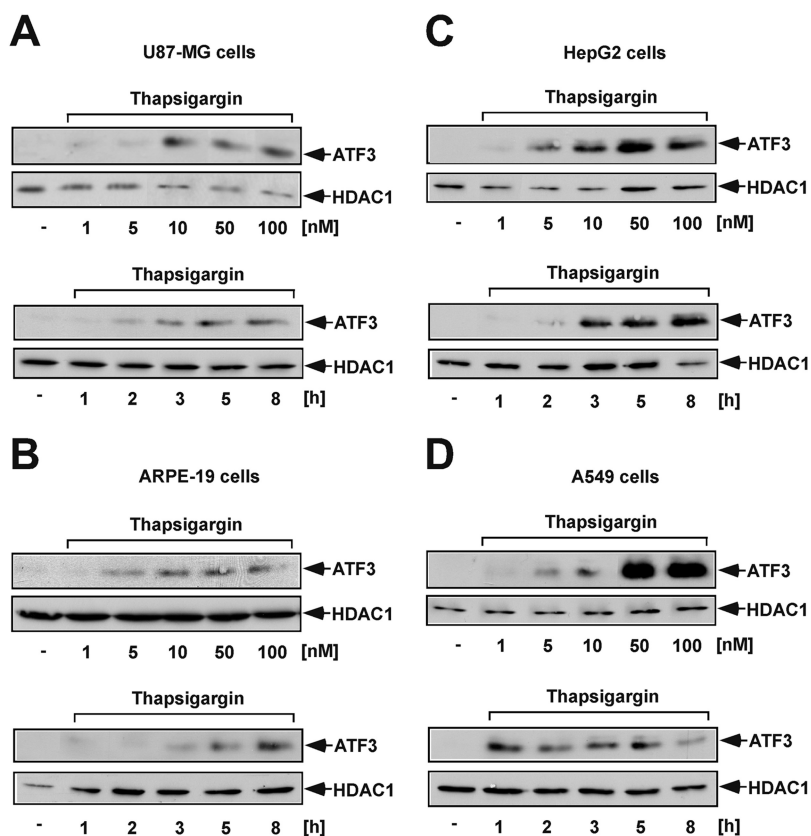 A
U87-MG cells
Thapsigargin
ATF3
HDAC1
- 1 5 10 50 100 [nM]
Thapsigargin
ATF3
HDAC1
- 1 2 3 5 8 [h]
B
ARPE-19 cells
Thapsigargin
ATF3
HDAC1
- 1 5 10 50 100 [nM]
Thapsigargin
ATF3
HDAC1
- 1 2 3 5 8 [h]
C
HepG2 cells
Thapsigargin
ATF3
HDAC1
- 1 5 10 50 100 [nM]
Thapsigargin
ATF3
HDAC1
- 1 2 3 5 8 [h]
D
A549 cells
Thapsigargin
ATF3
HDAC1
- 1 5 10 50 100 [nM]
Thapsigargin
ATF3
HDAC1
- 1 2 3 5 8 [h]